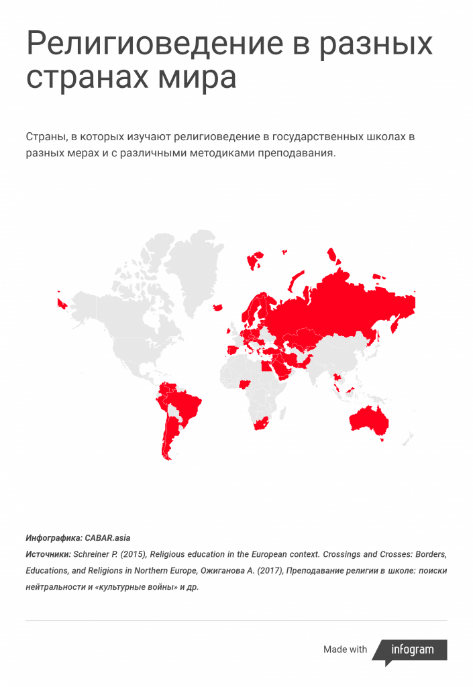 Религиоведение в разных
странах мира
Страны, в которых изучают религиоведение в государственных школах в
разных мерах и с различными методиками преподавания.
Инфографика: CABAR.asia
Источники: Schreiner P. (2015), Religious education in the European context. Crossings and Crosses: Borders,
Educations, and Religions in Northern Europe, Ожиганова А. (2017), Преподавание религии в школе: поиски
нейтральности и «культурные войны» и др.
Made with infogram